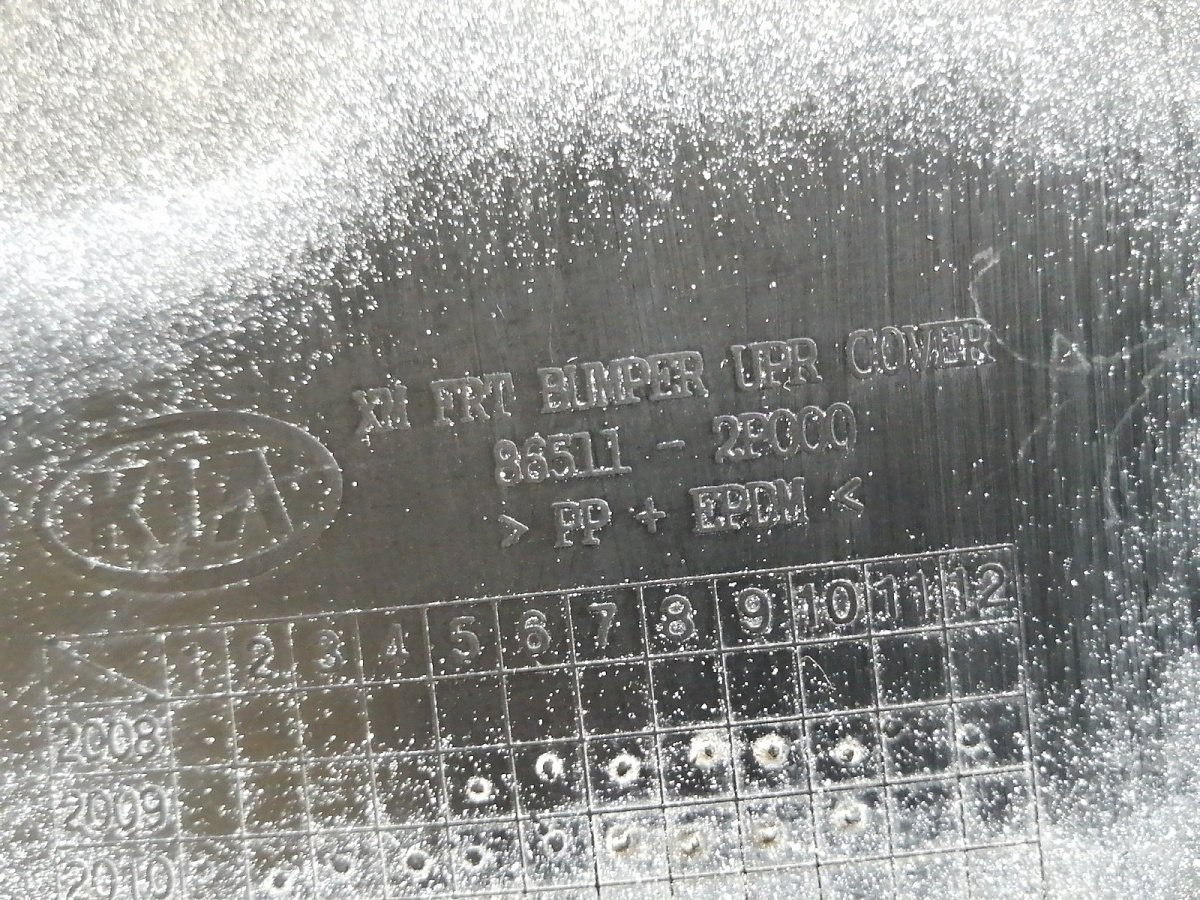 XM FRT BUMPER UPR COVER
86511 - 2P000
> PP + EPDM <
KIA
1 2 3 4 5 6 7 8 9 10 11 12
2008
2009
2010